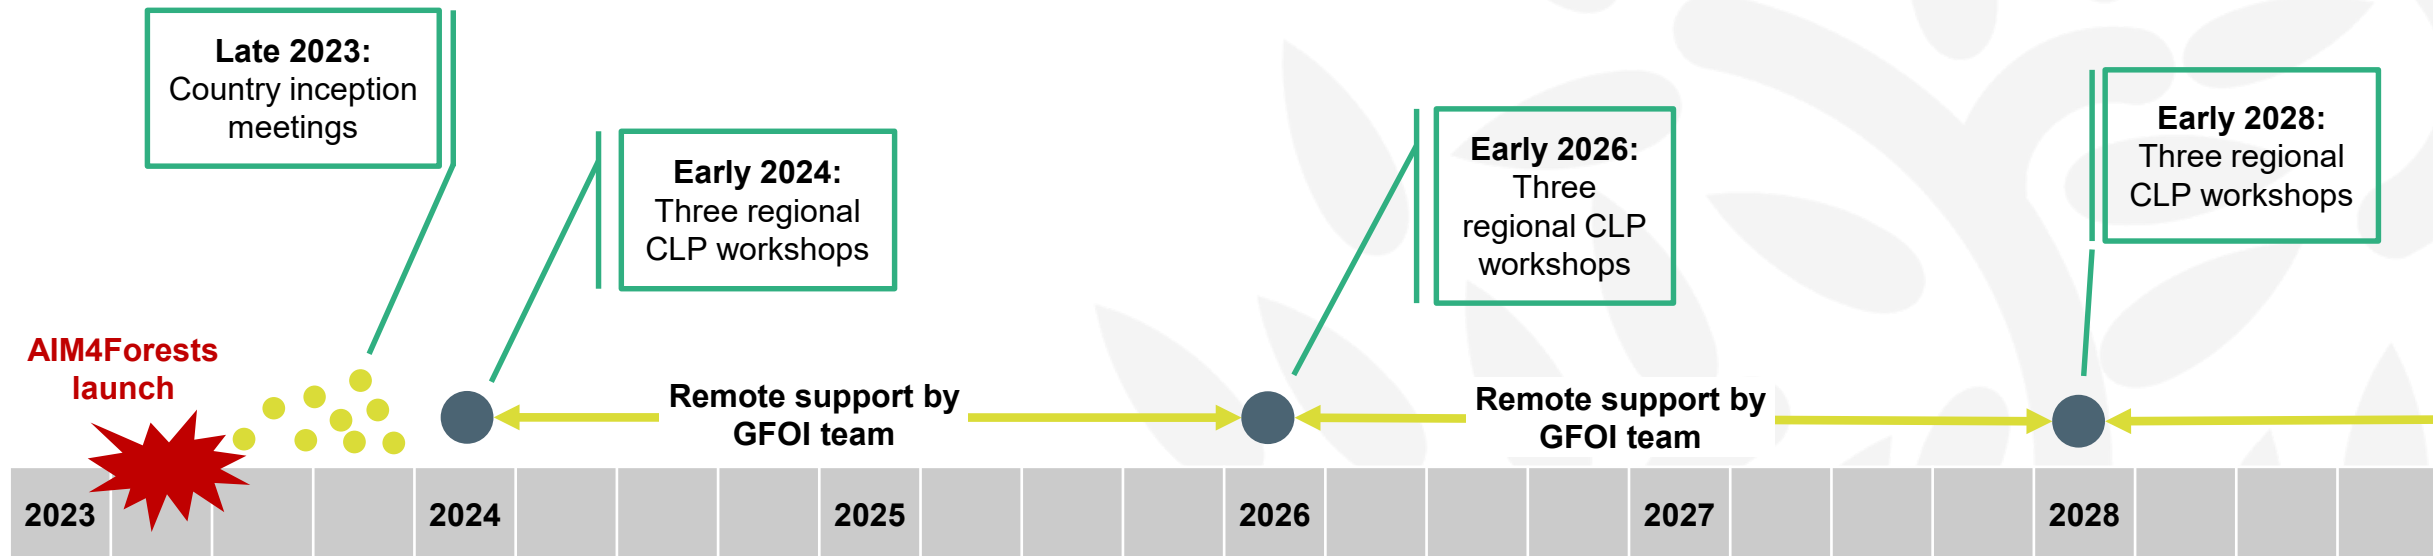 Late 2023:
Country inception
meetings
Early 2024:
Three regional
CLP workshops
Early 2026:
Three
regional CLP
workshops
Early 2028:
Three regional
CLP workshops
AIM4Forests
launch
Remote support by
GFOI team
Remote support by
GFOI team
2023
2024
2025
2026
2027
2028